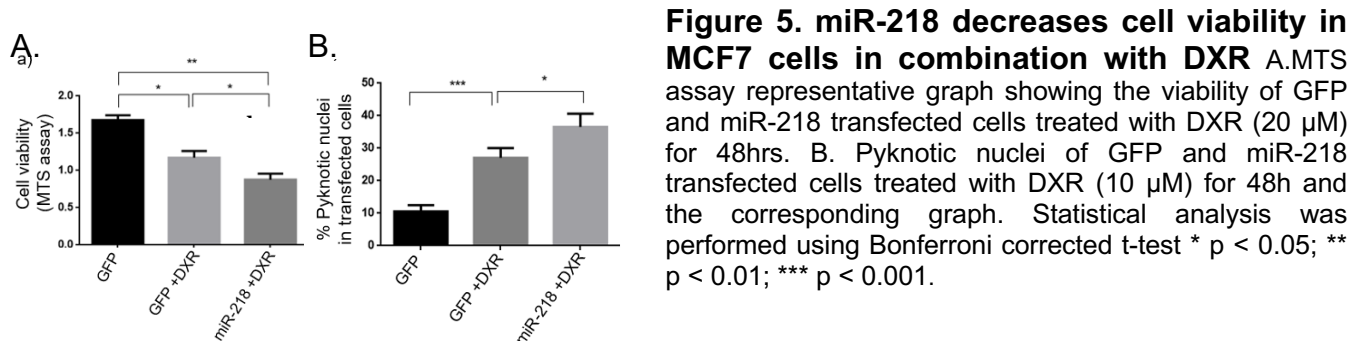 A.
a)
**
*
*
2.0
1.5
1.0
0.5
0.0
Cell viability
(MTS assay)
GFP
GFP +DXR
miR-218 +DXR
B.
***
*
50
40
30
20
10
0
% Pyknotic nuclei
in transfected cells
GFP
GFP +DXR
miR-218 +DXR
Figure 5. miR-218 decreases cell viability in
MCF7 cells in combination with DXR A.MTS
assay representative graph showing the viability of GFP
and miR-218 transfected cells treated with DXR (20 µM)
for 48hrs. B. Pyknotic nuclei of GFP and miR-218
transfected cells treated with DXR (10 µM) for 48h and
the corresponding graph. Statistical analysis was
performed using Bonferroni corrected t-test * p < 0.05; **
p < 0.01; *** p < 0.001.